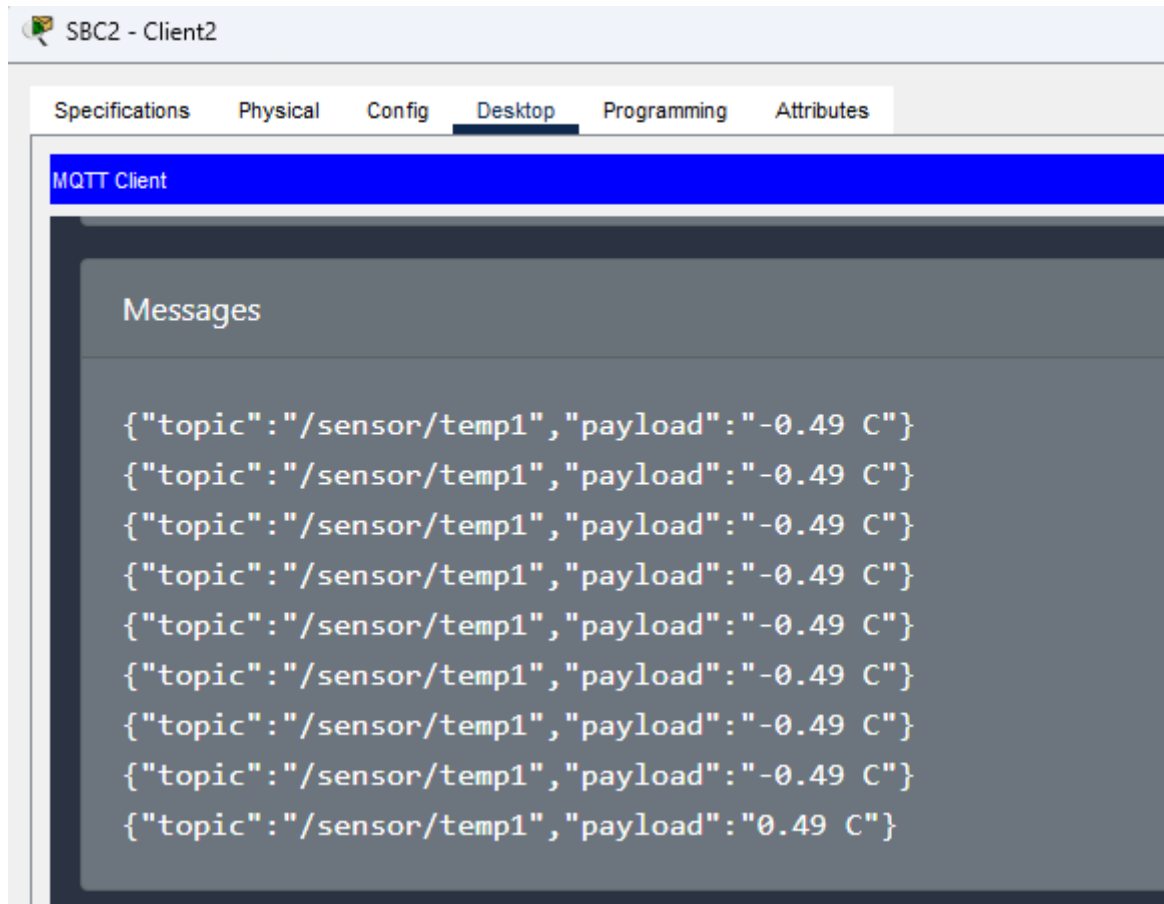 SBC2 - Client2
Specifications Physical Config Desktop Programming Attributes
MQTT Client
Messages
{"topic":"/sensor/temp1","payload":"-0.49 C"}
{"topic":"/sensor/temp1","payload":"-0.49 C"}
{"topic":"/sensor/temp1","payload":"-0.49 C"}
{"topic":"/sensor/temp1","payload":"-0.49 C"}
{"topic":"/sensor/temp1","payload":"-0.49 C"}
{"topic":"/sensor/temp1","payload":"-0.49 C"}
{"topic":"/sensor/temp1","payload":"-0.49 C"}
{"topic":"/sensor/temp1","payload":"-0.49 C"}
{"topic":"/sensor/temp1","payload":"0.49 C"}